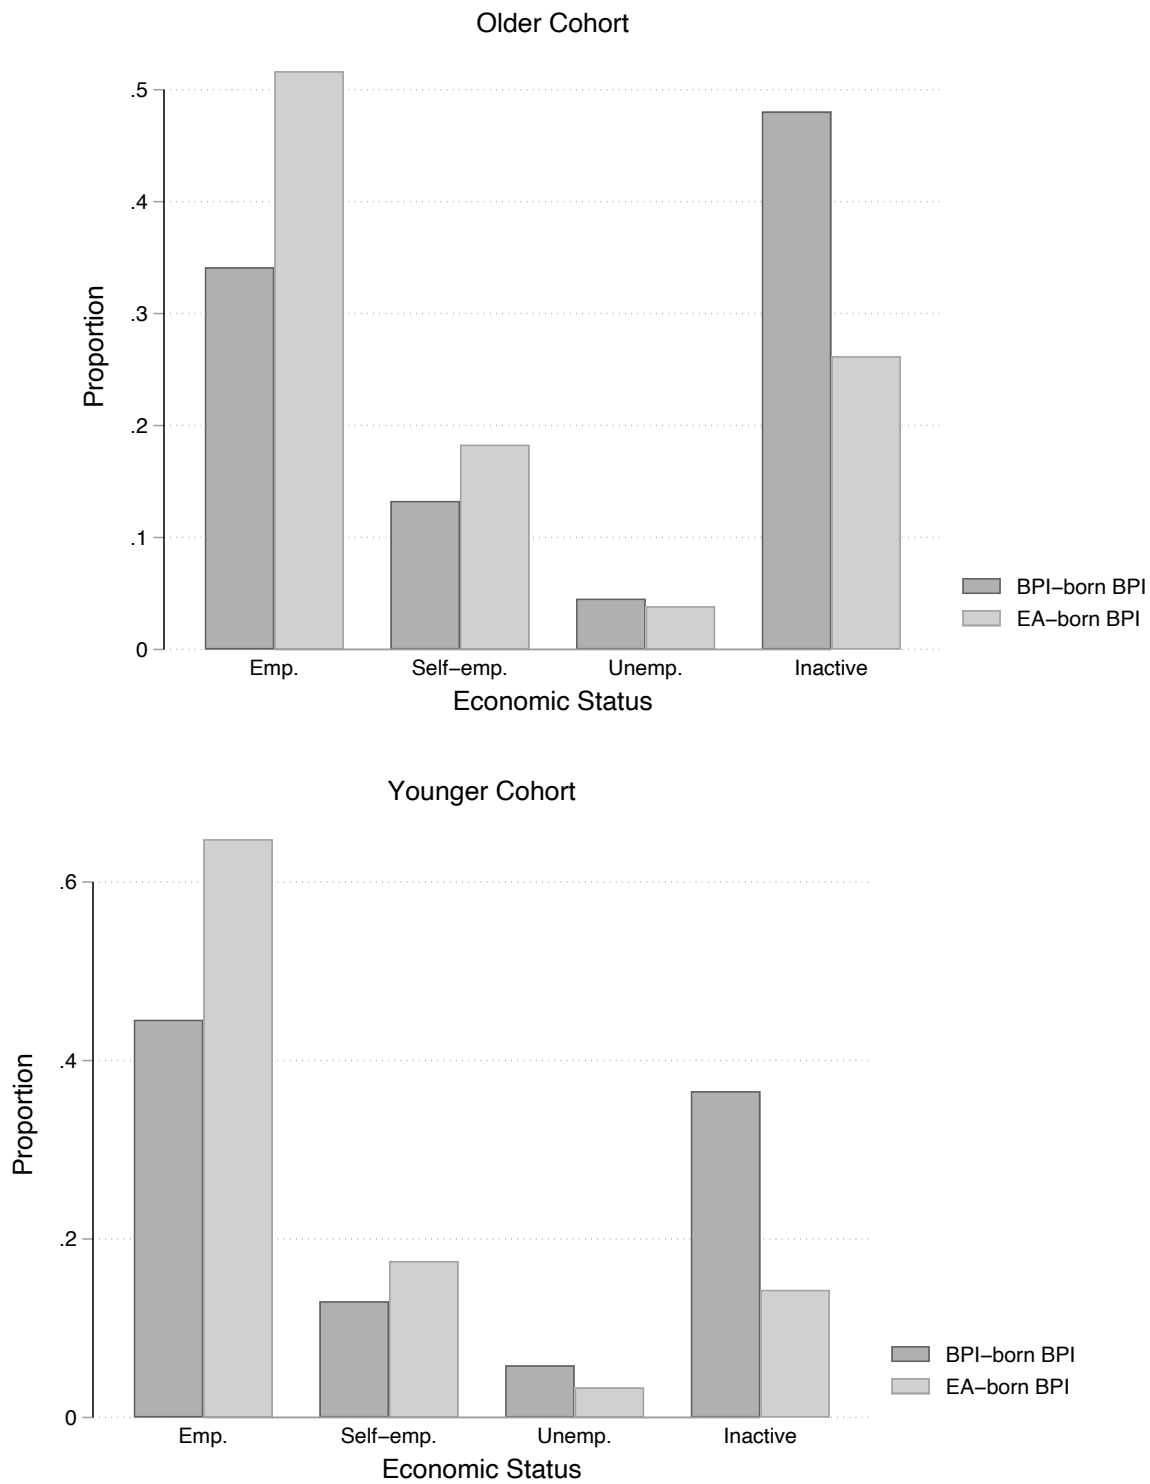 Older Cohort
Proportion
.5
.4
.3
.2
.1
0
Emp.
Self−emp.
Unemp.
Inactive
Economic Status
BPI−born BPI
EA−born BPI
Younger Cohort
Proportion
.6
.4
.2
0
Emp.
Self−emp.
Unemp.
Inactive
Economic Status
BPI−born BPI
EA−born BPI